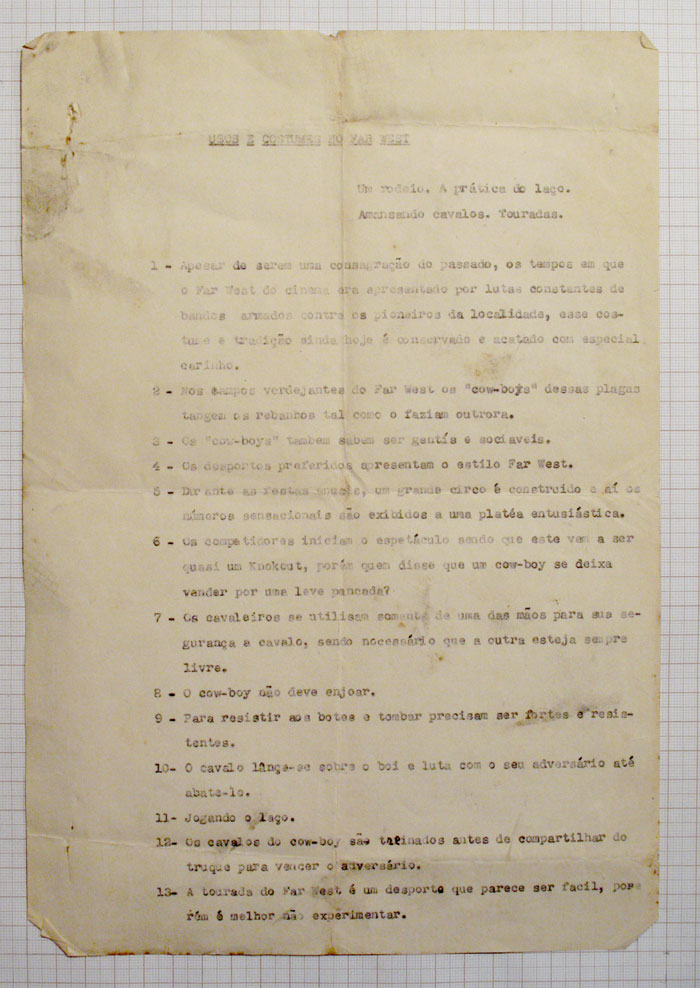 USOS E COSTUMES NO FAR WEST
Um rodeio. A prática do laço.
Amansando cavalos. Touradas.
1 - Apesar de serem uma consagração do passado, os tempos em que
o Far West do cinema era apresentado por lutas constantes de
bandos armados contra os pioneiros da localidade, esse cos-
tume e tradição ainda hoje é conservado e acatado com especial
carinho.
2 - Nos campos verdejantes do Far West os "cow-boys" dessas plagas
tangem os rebanhos tal como o faziam outrora.
3 - Os "cow-boys" tambem sabem ser gentís e sociaveis.
4 - Os desportos preferidos apresentam o estilo Far West.
5 - Durante as festas anuais, um grande circo é construido e aí os
números sensacionais são exibidos a uma platéa entusiástica.
6 - Os competidores iniciam o espetáculo sendo que este vem a ser
quasi um Knokout, porém quem disse que um cow-boy se deixa
vender por uma leve pancada?
7 - Os cavaleiros se utilisam somente de uma das mãos para sua se-
gurança a cavalo, sendo necessário que a outra esteja sempre
livre.
8 - O cow-boy não deve enjoar.
9 - Para resistir aos botes e tombar precisam ser fortes e resis-
tentes.
10- O cavalo lânça-se sobre o boi e luta com o seu adversário até
abate-lo.
11- Jogando o laço.
12- Os cavalos do cow-boy são treinados antes de compartilhar do
truque para vencer o adversário.
13- A tourada do Far West é um desporto que parece ser facil, po
rém é melhor não experimentar.